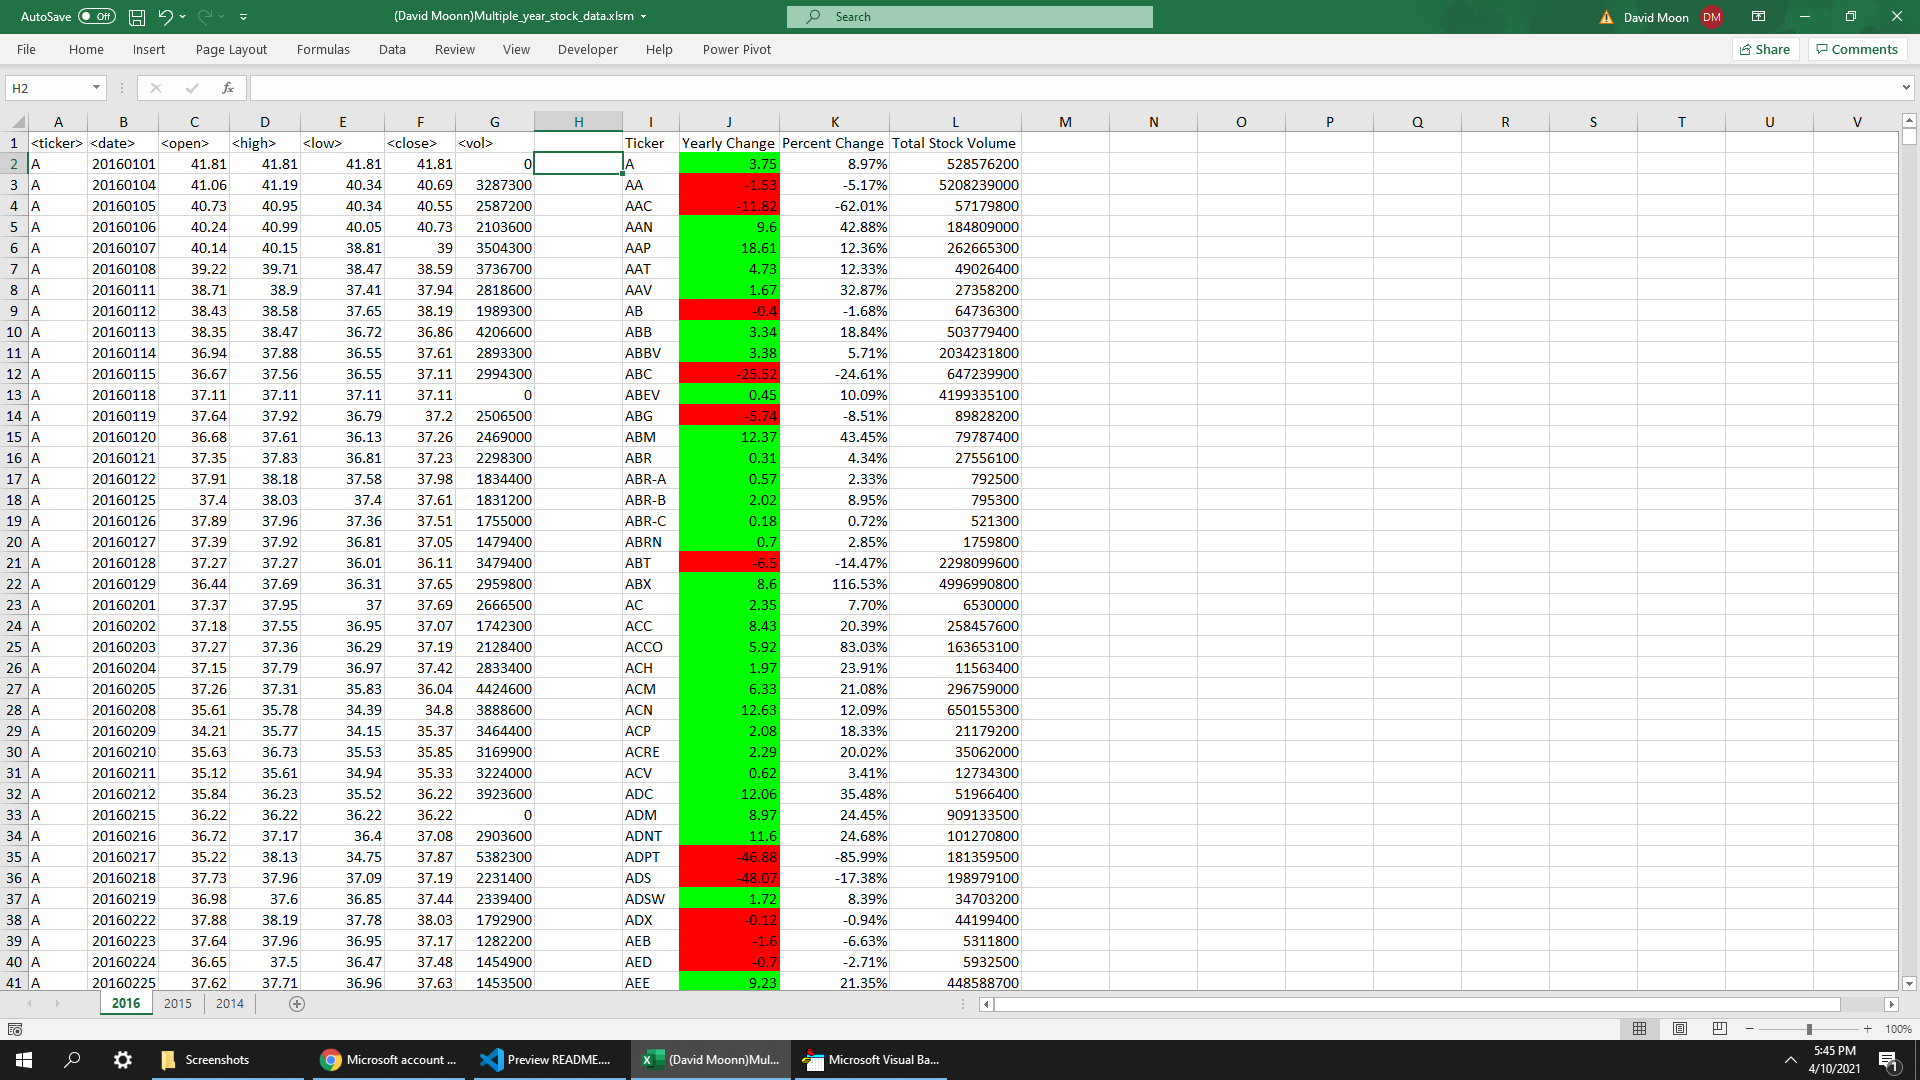 AutoSave Off (David Moonn)Multiple_year_stock_data.xlsm Search David Moon DM
File Home Insert Page Layout Formulas Data Review View Developer Help Power Pivot Share Comments
H2 fx
A B C D E F G H I J K L M N O P Q R S T U V
1 <ticker> <date> <open> <high> <low> <close> <vol> Ticker Yearly Change Percent Change Total Stock Volume
2 A 20160101 41.81 41.81 41.81 41.81 0 A 3.75 8.97% 528576200
3 A 20160104 41.06 41.19 40.34 40.69 3287300 AA -1.53 -5.17% 5208239000
4 A 20160105 40.73 40.95 40.34 40.55 2587200 AAC -11.82 -62.01% 57179800
5 A 20160106 40.24 40.99 40.05 40.73 2103600 AAN 9.6 42.88% 184809000
6 A 20160107 40.14 40.15 38.81 39 3504300 AAP 18.61 12.36% 262665300
7 A 20160108 39.22 39.71 38.47 38.59 3736700 AAT 4.73 12.33% 49026400
8 A 20160111 38.71 38.9 37.41 37.94 2818600 AAV 1.67 32.87% 27358200
9 A 20160112 38.43 38.58 37.65 38.19 1989300 AB -0.4 -1.68% 64736300
10 A 20160113 38.35 38.47 36.72 36.86 4206600 ABB 3.34 18.84% 503779400
11 A 20160114 36.94 37.88 36.55 37.61 2893300 ABBV 3.38 5.71% 2034231800
12 A 20160115 36.67 37.56 36.55 37.11 2994300 ABC -25.52 -24.61% 647239900
13 A 20160118 37.11 37.11 37.11 37.11 0 ABEV 0.45 10.09% 4199335100
14 A 20160119 37.64 37.92 36.79 37.2 2506500 ABG -5.74 -8.51% 89828200
15 A 20160120 36.68 37.61 36.13 37.26 2469000 ABM 12.37 43.45% 79787400
16 A 20160121 37.35 37.83 36.81 37.23 2298300 ABR 0.31 4.34% 27556100
17 A 20160122 37.91 38.18 37.58 37.98 1834400 ABR-A 0.57 2.33% 792500
18 A 20160125 37.4 38.03 37.4 37.61 1831200 ABR-B 2.02 8.95% 795300
19 A 20160126 37.89 37.96 37.36 37.51 1755000 ABR-C 0.18 0.72% 521300
20 A 20160127 37.39 37.92 36.81 37.05 1479400 ABRN 0.7 2.85% 1759800
21 A 20160128 37.27 37.27 36.01 36.11 3479400 ABT -6.5 -14.47% 2298099600
22 A 20160129 36.44 37.69 36.31 37.65 2959800 ABX 8.6 116.53% 4996990800
23 A 20160201 37.37 37.95 37 37.69 2666500 AC 2.35 7.70% 6530000
24 A 20160202 37.18 37.55 36.95 37.07 1742300 ACC 8.43 20.39% 258457600
25 A 20160203 37.27 37.36 36.29 37.19 2128400 ACCO 5.92 83.03% 163653100
26 A 20160204 37.15 37.79 36.97 37.42 2833400 ACH 1.97 23.91% 11563400
27 A 20160205 37.26 37.31 35.83 36.04 4424600 ACM 6.33 21.08% 296759000
28 A 20160208 35.61 35.78 34.39 34.8 3888600 ACN 12.63 12.09% 650155300
29 A 20160209 34.21 35.77 34.15 35.37 3464400 ACP 2.08 18.33% 21179200
30 A 20160210 35.63 36.73 35.53 35.85 3169900 ACRE 2.29 20.02% 35062000
31 A 20160211 35.12 35.61 34.94 35.33 3224000 ACV 0.62 3.41% 12734300
32 A 20160212 35.84 36.23 35.52 36.22 3923600 ADC 12.06 35.48% 51966400
33 A 20160215 36.22 36.22 36.22 36.22 0 ADM 8.97 24.45% 909133500
34 A 20160216 36.72 37.17 36.4 37.08 2903600 ADNT 11.6 24.68% 101270800
35 A 20160217 35.22 38.13 34.75 37.87 5382300 ADPT -46.88 -85.99% 181359500
36 A 20160218 37.73 37.96 37.09 37.19 2231400 ADS -48.07 -17.38% 198979100
37 A 20160219 36.98 37.6 36.85 37.44 2339400 ADSW 1.72 8.39% 34703200
38 A 20160222 37.88 38.19 37.78 38.03 1792900 ADX -0.12 -0.94% 44199400
39 A 20160223 37.64 37.96 36.95 37.17 1282200 AEB -1.6 -6.63% 5311800
40 A 20160224 36.65 37.5 36.47 37.48 1454900 AED -0.7 -2.71% 5932500
41 A 20160225 37.62 37.71 36.96 37.63 1453500 AEE 9.23 21.35% 448588700
2016 2015 2014
100%
Screenshots Microsoft account ... Preview README.... (David Moonn)Mul... Microsoft Visual Ba... 5:45 PM
4/10/2021 1